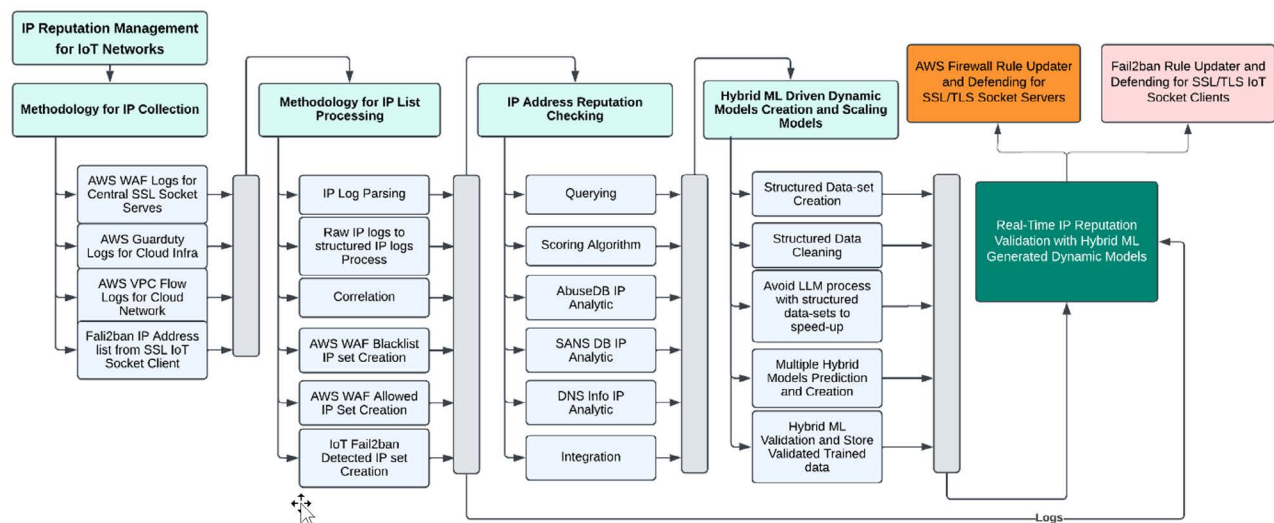 IP Reputation Management
for IoT Networks
Methodology for IP Collection
AWS WAF Logs for
Central SSL Socket
Serves
AWS Guarduty
Logs for Cloud Infra
AWS VPC Flow
Logs for Cloud
Network
Fali2ban IP Address
list from SSL IoT
Socket Client
Methodology for IP List
Processing
IP Log Parsing
Raw IP logs to
structured IP logs
Process
Correlation
AWS WAF Blacklist
IP set Creation
AWS WAF Allowed
IP Set Creation
IoT Fail2ban
Detected IP set
Creation
IP Address Reputation
Checking
Querying
Scoring Algorithm
AbuseDB IP
Analytic
SANS DB IP
Analytic
DNS Info IP
Analytic
Integration
Hybrid ML Driven Dynamic
Models Creation and Scaling
Models
Structured Data-set
Creation
Structured Data
Cleaning
Avoid LLM process
with structured
data-sets to
speed-up
Multiple Hybrid
Models Prediction
and Creation
Hybrid ML
Validation and Store
Validated Trained
data
AWS Firewall Rule Updater
and Defending for
SSL/TLS Socket Servers
Fail2ban Rule Updater and
Defending for SSL/TLS IoT
Socket Clients
Real-Time IP Reputation
Validation with Hybrid ML
Generated Dynamic Models
Logs